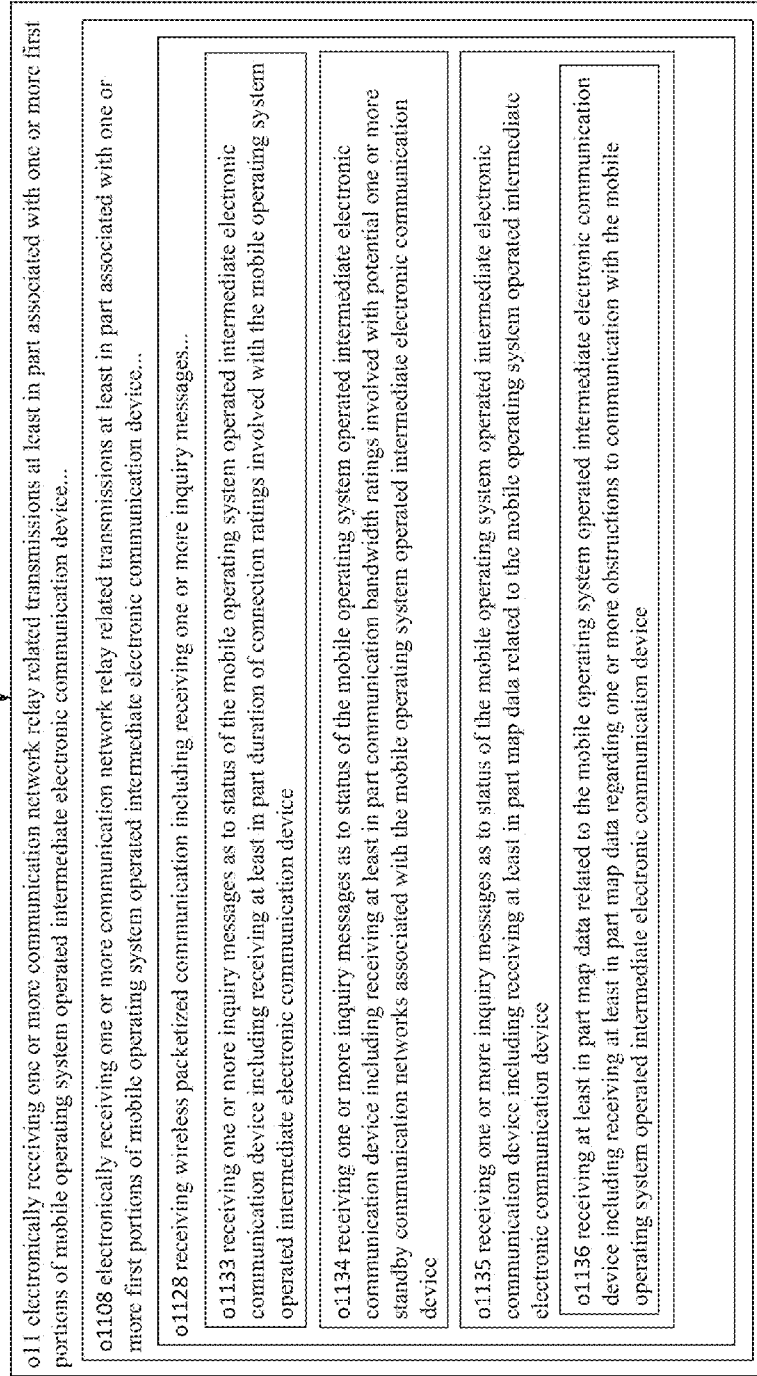 o11 electronically receiving one or more communication network relay related transmissions at least in part associated with one or more first
portions of mobile operating system operated intermediate electronic communication device...
o1108 electronically receiving one or more communication network relay related transmissions at least in part associated with one or
more first portions of mobile operating system operated intermediate electronic communication device...
o1128 receiving wireless packetized communication including receiving one or more inquiry messages...
o1133 receiving one or more inquiry messages as to status of the mobile operating system operated intermediate electronic
communication device including receiving at least in part duration of connection ratings involved with the mobile operating system
operated intermediate electronic communication device
o1134 receiving one or more inquiry messages as to status of the mobile operating system operated intermediate electronic
communication device including receiving at least in part communication bandwidth ratings involved with potential one or more
standby communication networks associated with the mobile operating system operated intermediate electronic communication
device
o1135 receiving one or more inquiry messages as to status of the mobile operating system operated intermediate electronic
communication device including receiving at least in part map data related to the mobile operating system operated intermediate
electronic communication device
o1136 receiving at least in part map data related to the mobile operating system operated intermediate electronic communication
device including receiving at least in part map data regarding one or more obstructions to communication with the mobile
operating system operated intermediate electronic communication device